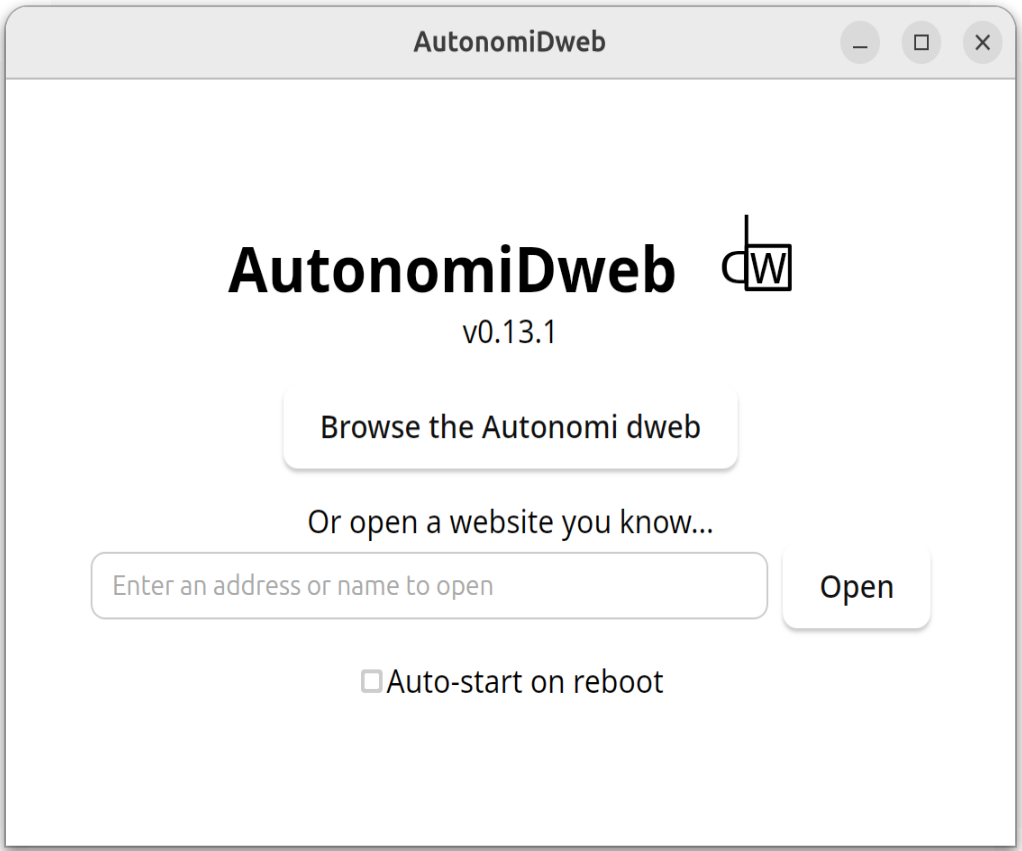 AutonomiDweb
AutonomiDweb dW
v0.13.1
Browse the Autonomi dweb
Or open a website you know...
Enter an address or name to open
Open
Auto-start on reboot